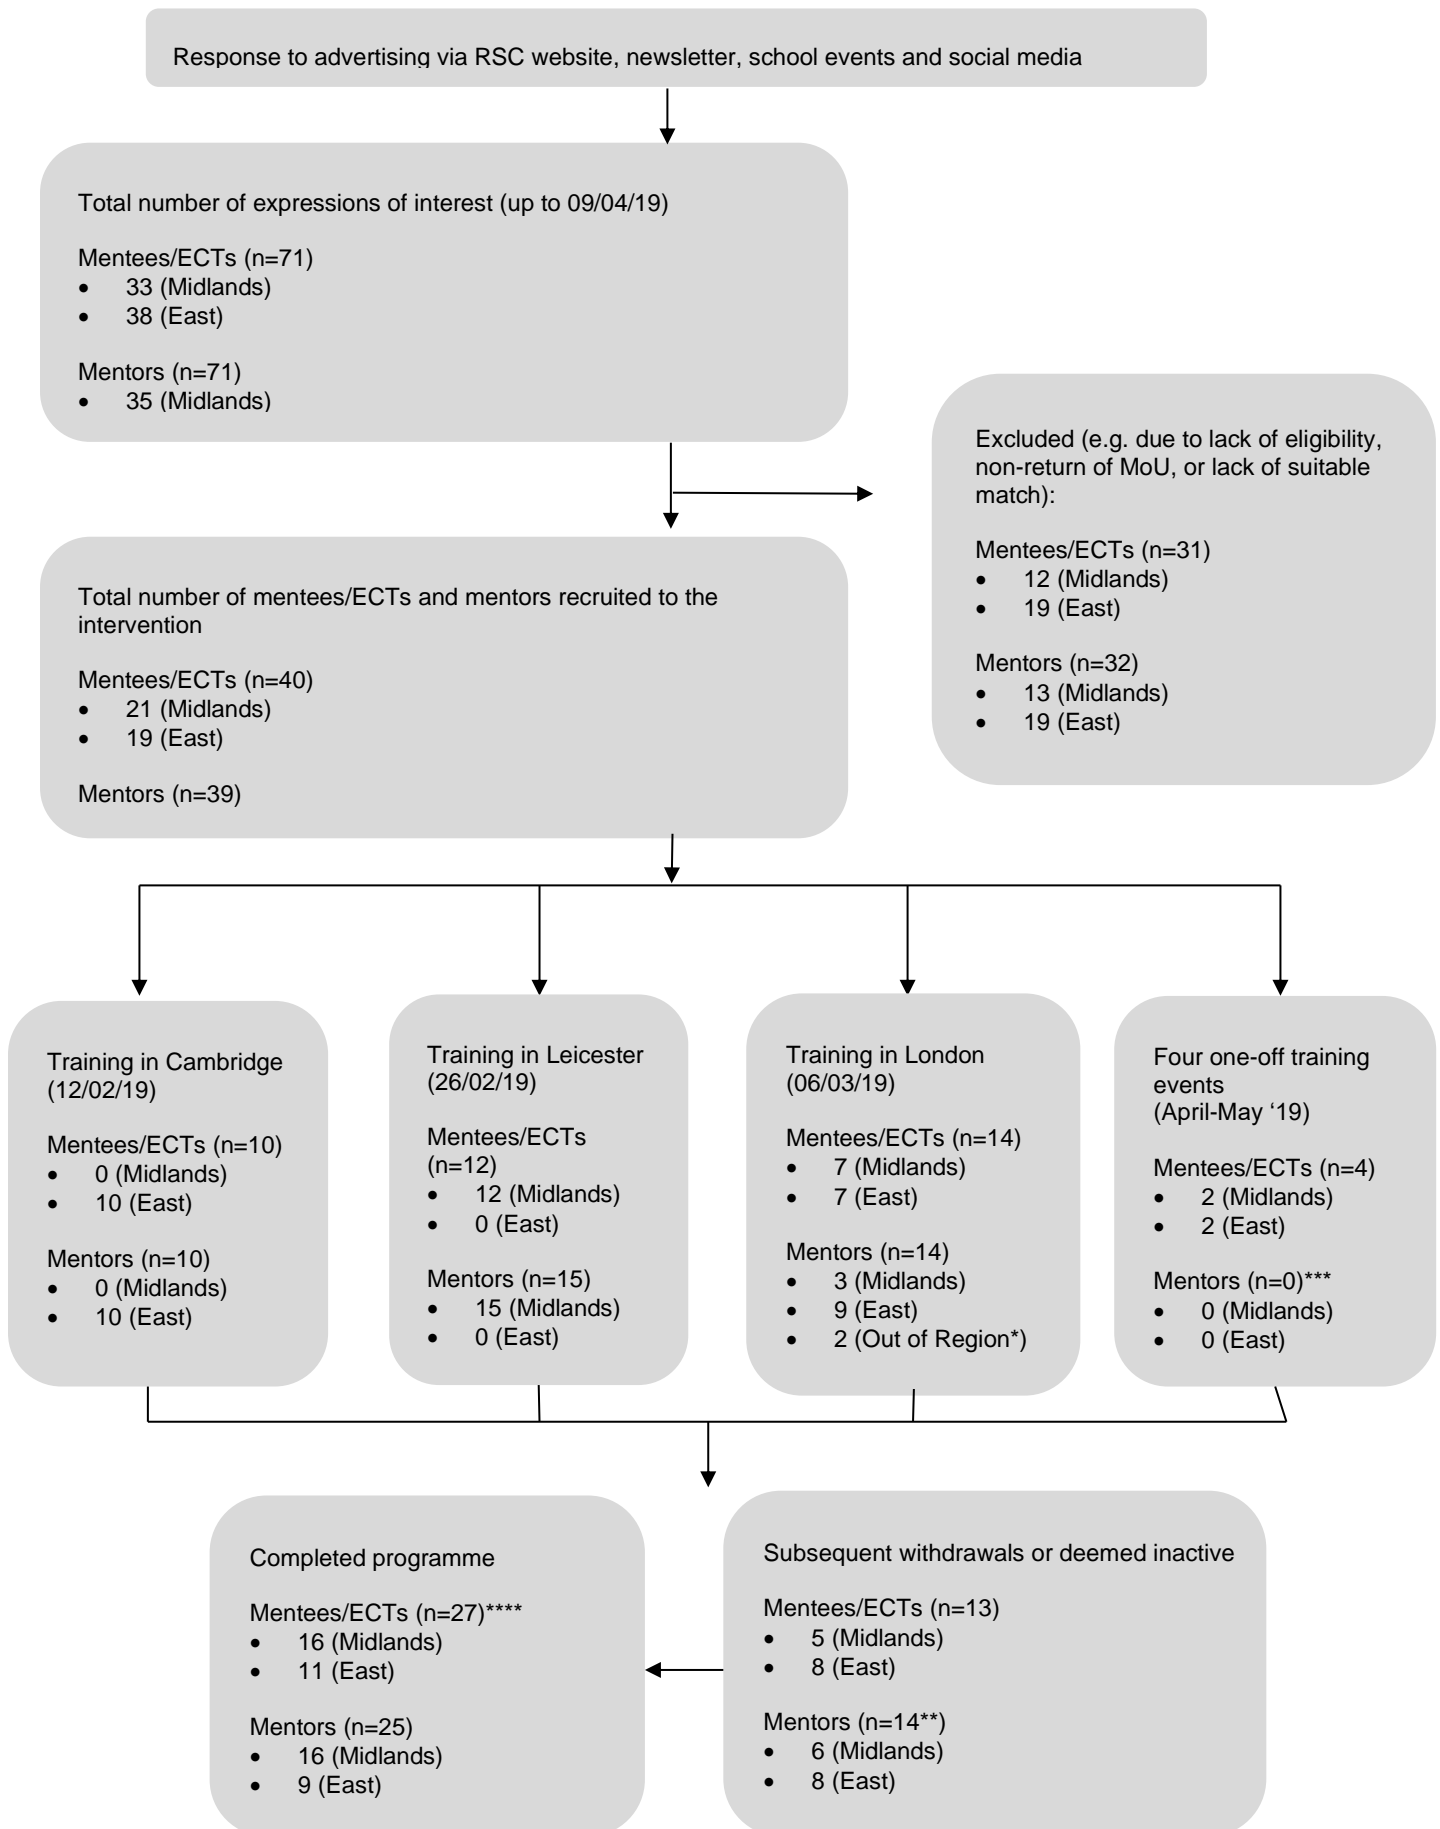 Response to advertising via RSC website, newsletter, school events and social media
Total number of expressions of interest (up to 09/04/19)
Mentees/ECTs (n=71)
• 33 (Midlands)
• 38 (East)
Mentors (n=71)
• 35 (Midlands)
Excluded (e.g. due to lack of eligibility,
non-return of MoU, or lack of suitable
match):
Mentees/ECTs (n=31)
• 12 (Midlands)
• 19 (East)
Mentors (n=32)
• 13 (Midlands)
• 19 (East)
Total number of mentees/ECTs and mentors recruited to the
intervention
Mentees/ECTs (n=40)
• 21 (Midlands)
• 19 (East)
Mentors (n=39)
Training in Cambridge
(12/02/19)
Mentees/ECTs (n=10)
• 0 (Midlands)
• 10 (East)
Mentors (n=10)
• 0 (Midlands)
• 10 (East)
Training in Leicester
(26/02/19)
Mentees/ECTs
(n=12)
• 12 (Midlands)
• 0 (East)
Mentors (n=15)
• 15 (Midlands)
• 0 (East)
Training in London
(06/03/19)
Mentees/ECTs (n=14)
• 7 (Midlands)
• 7 (East)
Mentors (n=14)
• 3 (Midlands)
• 9 (East)
• 2 (Out of Region*)
Four one-off training
events
(April-May ‘19)
Mentees/ECTs (n=4)
• 2 (Midlands)
• 2 (East)
Mentors (n=0)***
• 0 (Midlands)
• 0 (East)
Completed programme
Mentees/ECTs (n=27)****
• 16 (Midlands)
• 11 (East)
Mentors (n=25)
• 16 (Midlands)
• 9 (East)
Subsequent withdrawals or deemed inactive
Mentees/ECTs (n=13)
• 5 (Midlands)
• 8 (East)
Mentors (n=14**)
• 6 (Midlands)
• 8 (East)